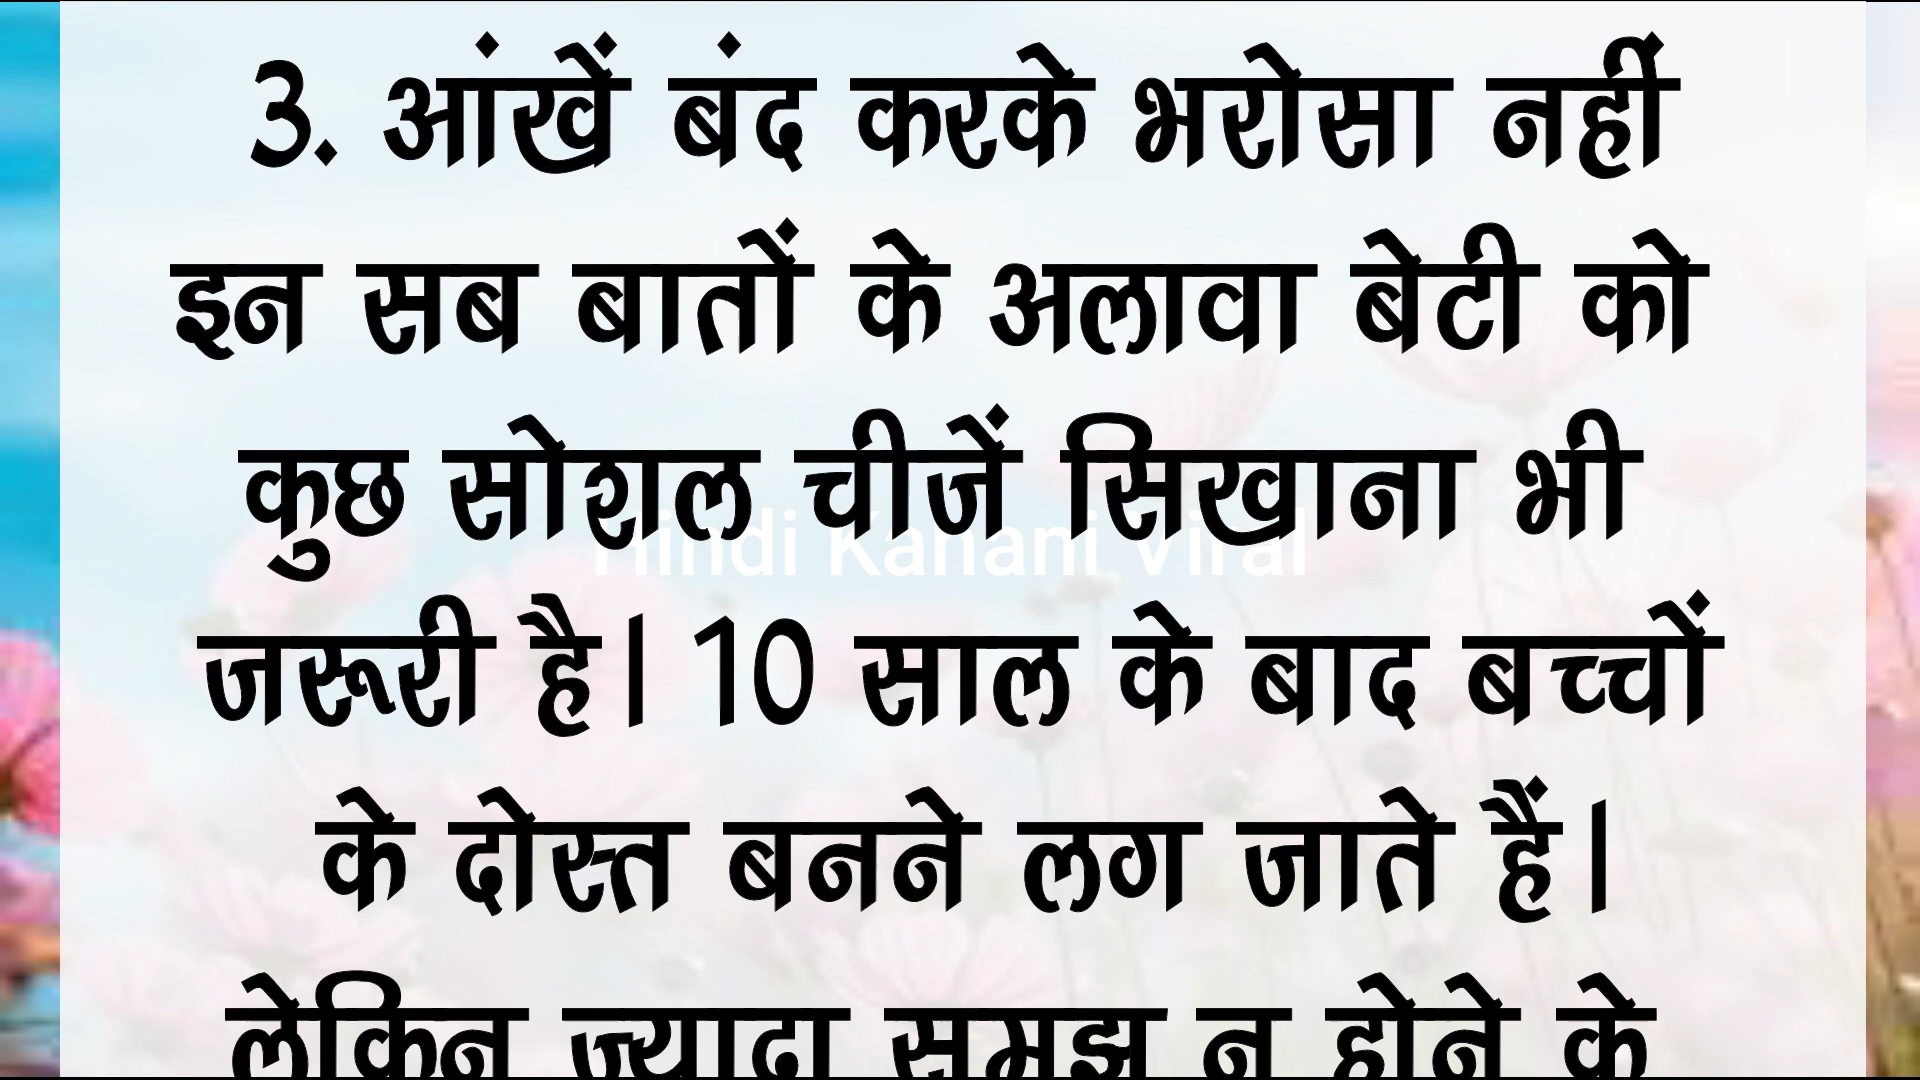 3. आंखें बंद करके भरोसा नहीं
इन सब बातों के अलावा बेटी को
कुछ सोशल चीजें सिखाना भी
Hindi Kahani Viral
जरूरी है। 10 साल के बाद बच्चों
के दोस्त बनने लग जाते हैं।
लेकिन ज्यादा समझ न होने के